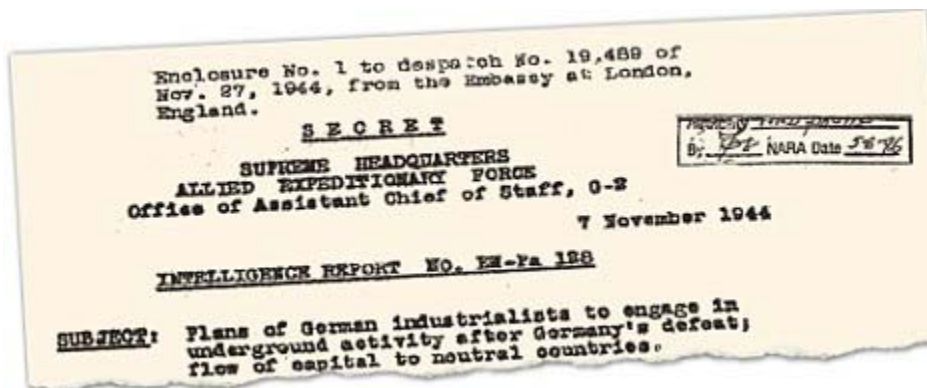 Enclosure No. 1 to despatch No. 19,489 of
Nov. 27, 1944, from the Embassy at London,
England.
SECRET
SUPREME HEADQUARTERS
ALLIED EXPEDITIONARY FORCE
Office of Assistant Chief of Staff, G-2
By NARA Date
7 November 1944
INTELLIGENCE REPORT NO. EW-Pa 128
SUBJECT: Plans of German industrialists to engage in
underground activity after Germany's defeat;
flow of capital to neutral countries.